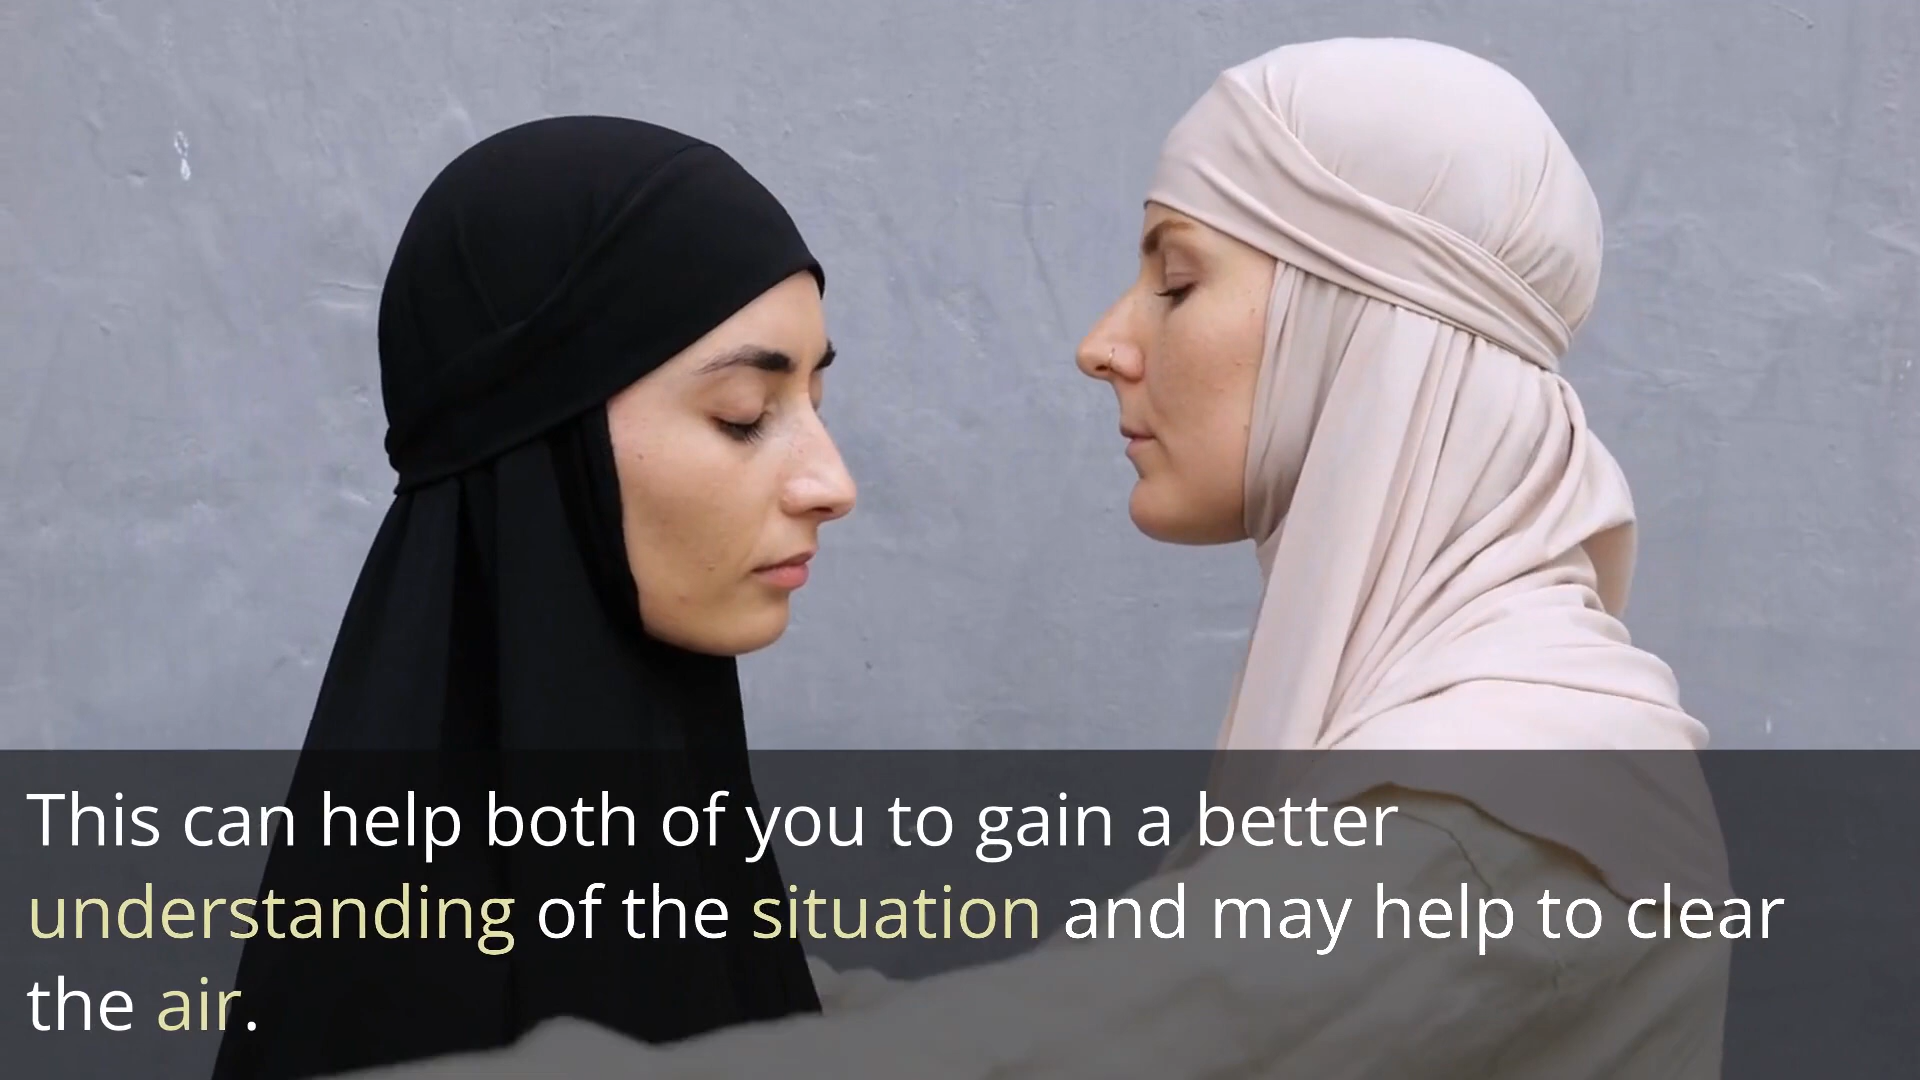 This can help both of you to gain a better
understanding of the situation and may help to clear
the air.